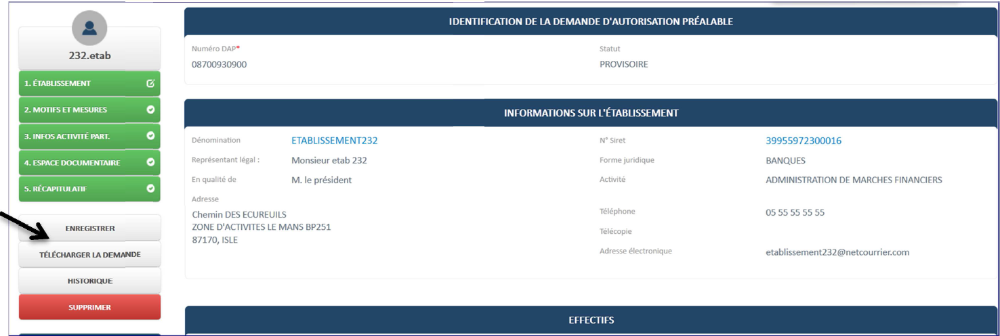 232.etab
1. ÉTABLISSEMENT
2. MOTIFS ET MESURES
3. INFOS ACTIVITÉ PART.
4. ESPACE DOCUMENTAIRE
5. RÉCAPITULATIF
ENREGISTRER
TÉLÉCHARGER LA DEMANDE
HISTORIQUE
SUPPRIMER
IDENTIFICATION DE LA DEMANDE D'AUTORISATION PRÉALABLE
Numéro DAP*
08700930900
Statut
PROVISOIRE
INFORMATIONS SUR L'ÉTABLISSEMENT
Dénomination ETABLISSEMENT232
Représentant légal : Monsieur etab 232
En qualité de M. le président
Adresse
Chemin DES ECUREUILS
ZONE D'ACTIVITES LE MANS BP251
87170, ISLE
N° Siret 39955972300016
Forme juridique BANQUES
Activité ADMINISTRATION DE MARCHES FINANCIERS
Téléphone 05 55 55 55 55
Télécopie
Adresse électronique etablissement232@netcourrier.com
EFFECTIFS